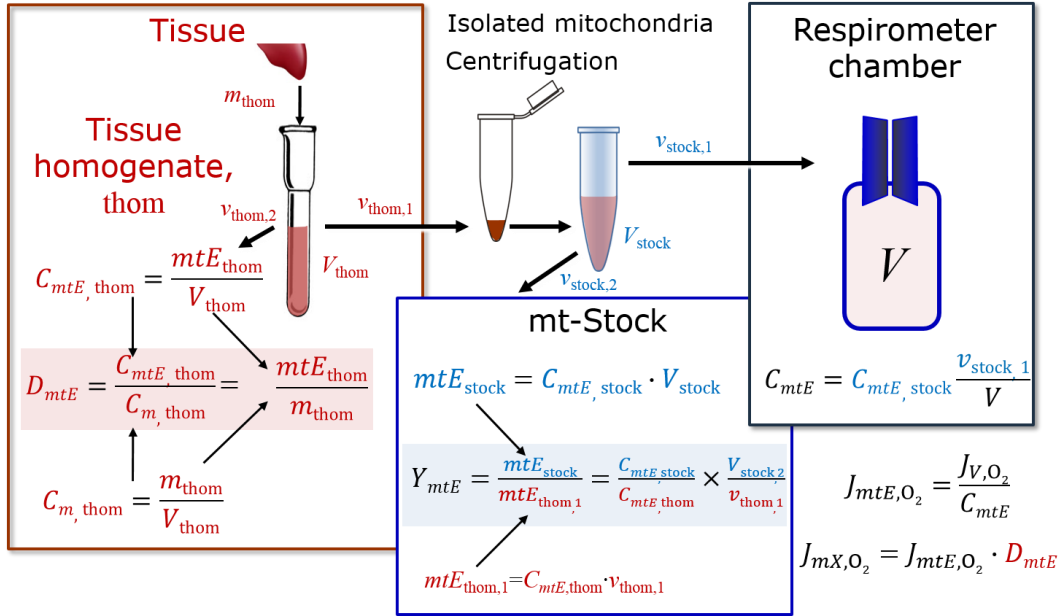 Tissue
m_thom
Tissue
homogenate,
thom
v_thom,2
v_thom,1
V_thom
C_mtE, thom = mtE_thom / V_thom
D_mtE = C_mtE, thom / C_m, thom = mtE_thom / m_thom
C_m, thom = m_thom / V_thom
Isolated mitochondria
Centrifugation
v_stock,1
V_stock
v_stock,2
mt-Stock
mtE_stock = C_mtE, stock · V_stock
Y_mtE = mtE_stock / mtE_thom,1 = C_mtE,stock / C_mtE,thom × V_stock,2 / v_thom,1
mtE_thom,1=C_mtE,thom·v_thom,1
Respirometer
chamber
V
C_mtE = C_mtE, stock v_stock, 1 / V
J_mtE,O₂ = J_V,O₂ / C_mtE
J_mX,O₂ = J_mtE,O₂ · D_mtE